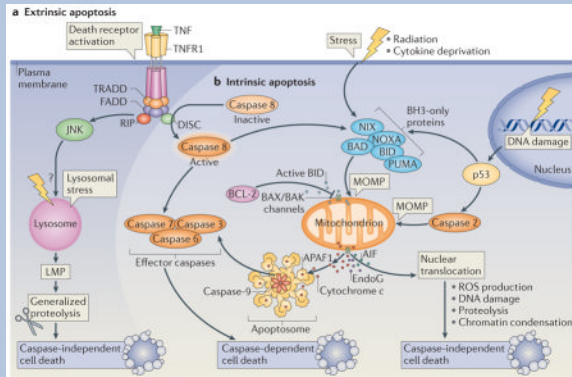 a Extrinsic apoptosis
Death receptor
activation
TNF
TNFR1
Stress
• Radiation
• Cytokine deprivation
Plasma
membrane
TRADD
FADD
RIP
DISC
JNK
b Intrinsic apoptosis
Caspase 8
Inactive
Caspase 8
Active
NIX
BAD
NOXA
BID
PUMA
BH3-only
proteins
DNA damage
Nucleus
p53
Caspase 2
MOMP
MOMP
?
Lysosomal
stress
Lysosome
LMP
Generalized
proteolysis
Caspase-independent
cell death
Active BID
BCL-2
BAX/BAK
channels
Mitochondrion
Caspase 7
Caspase 3
Caspase 6
Effector caspases
APAF1
AIF
EndoG
Cytochrome c
Caspase-9
Apoptosome
Caspase-dependent
cell death
Nuclear
translocation
• ROS production
• DNA damage
• Proteolysis
• Chromatin condensation
Caspase-independent
cell death